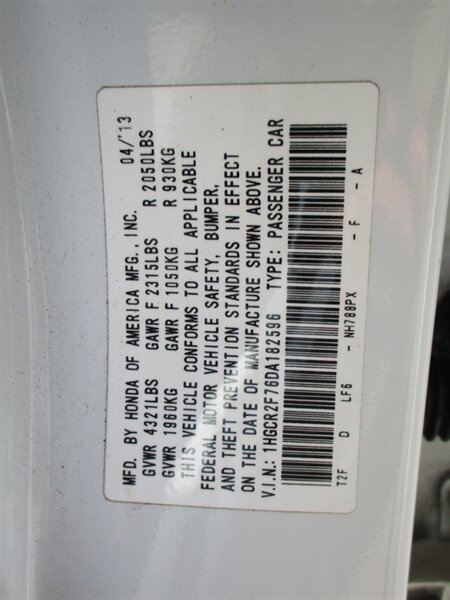 MFD. BY HONDA OF AMERICA MFG., INC. 04/'13
GVWR 4321LBS GAWR F 2315LBS R 2050LBS
GVWR 1960KG GAWR F 1050KG R 930KG
THIS VEHICLE CONFORMS TO ALL APPLICABLE
FEDERAL MOTOR VEHICLE SAFETY, BUMPER,
AND THEFT PREVENTION STANDARDS IN EFFECT
ON THE DATE OF MANUFACTURE SHOWN ABOVE.
V.I.N.: 1HGCR2F76DA182596 TYPE: PASSENGER CAR
T2F D LF6 - NH788PX - F - A